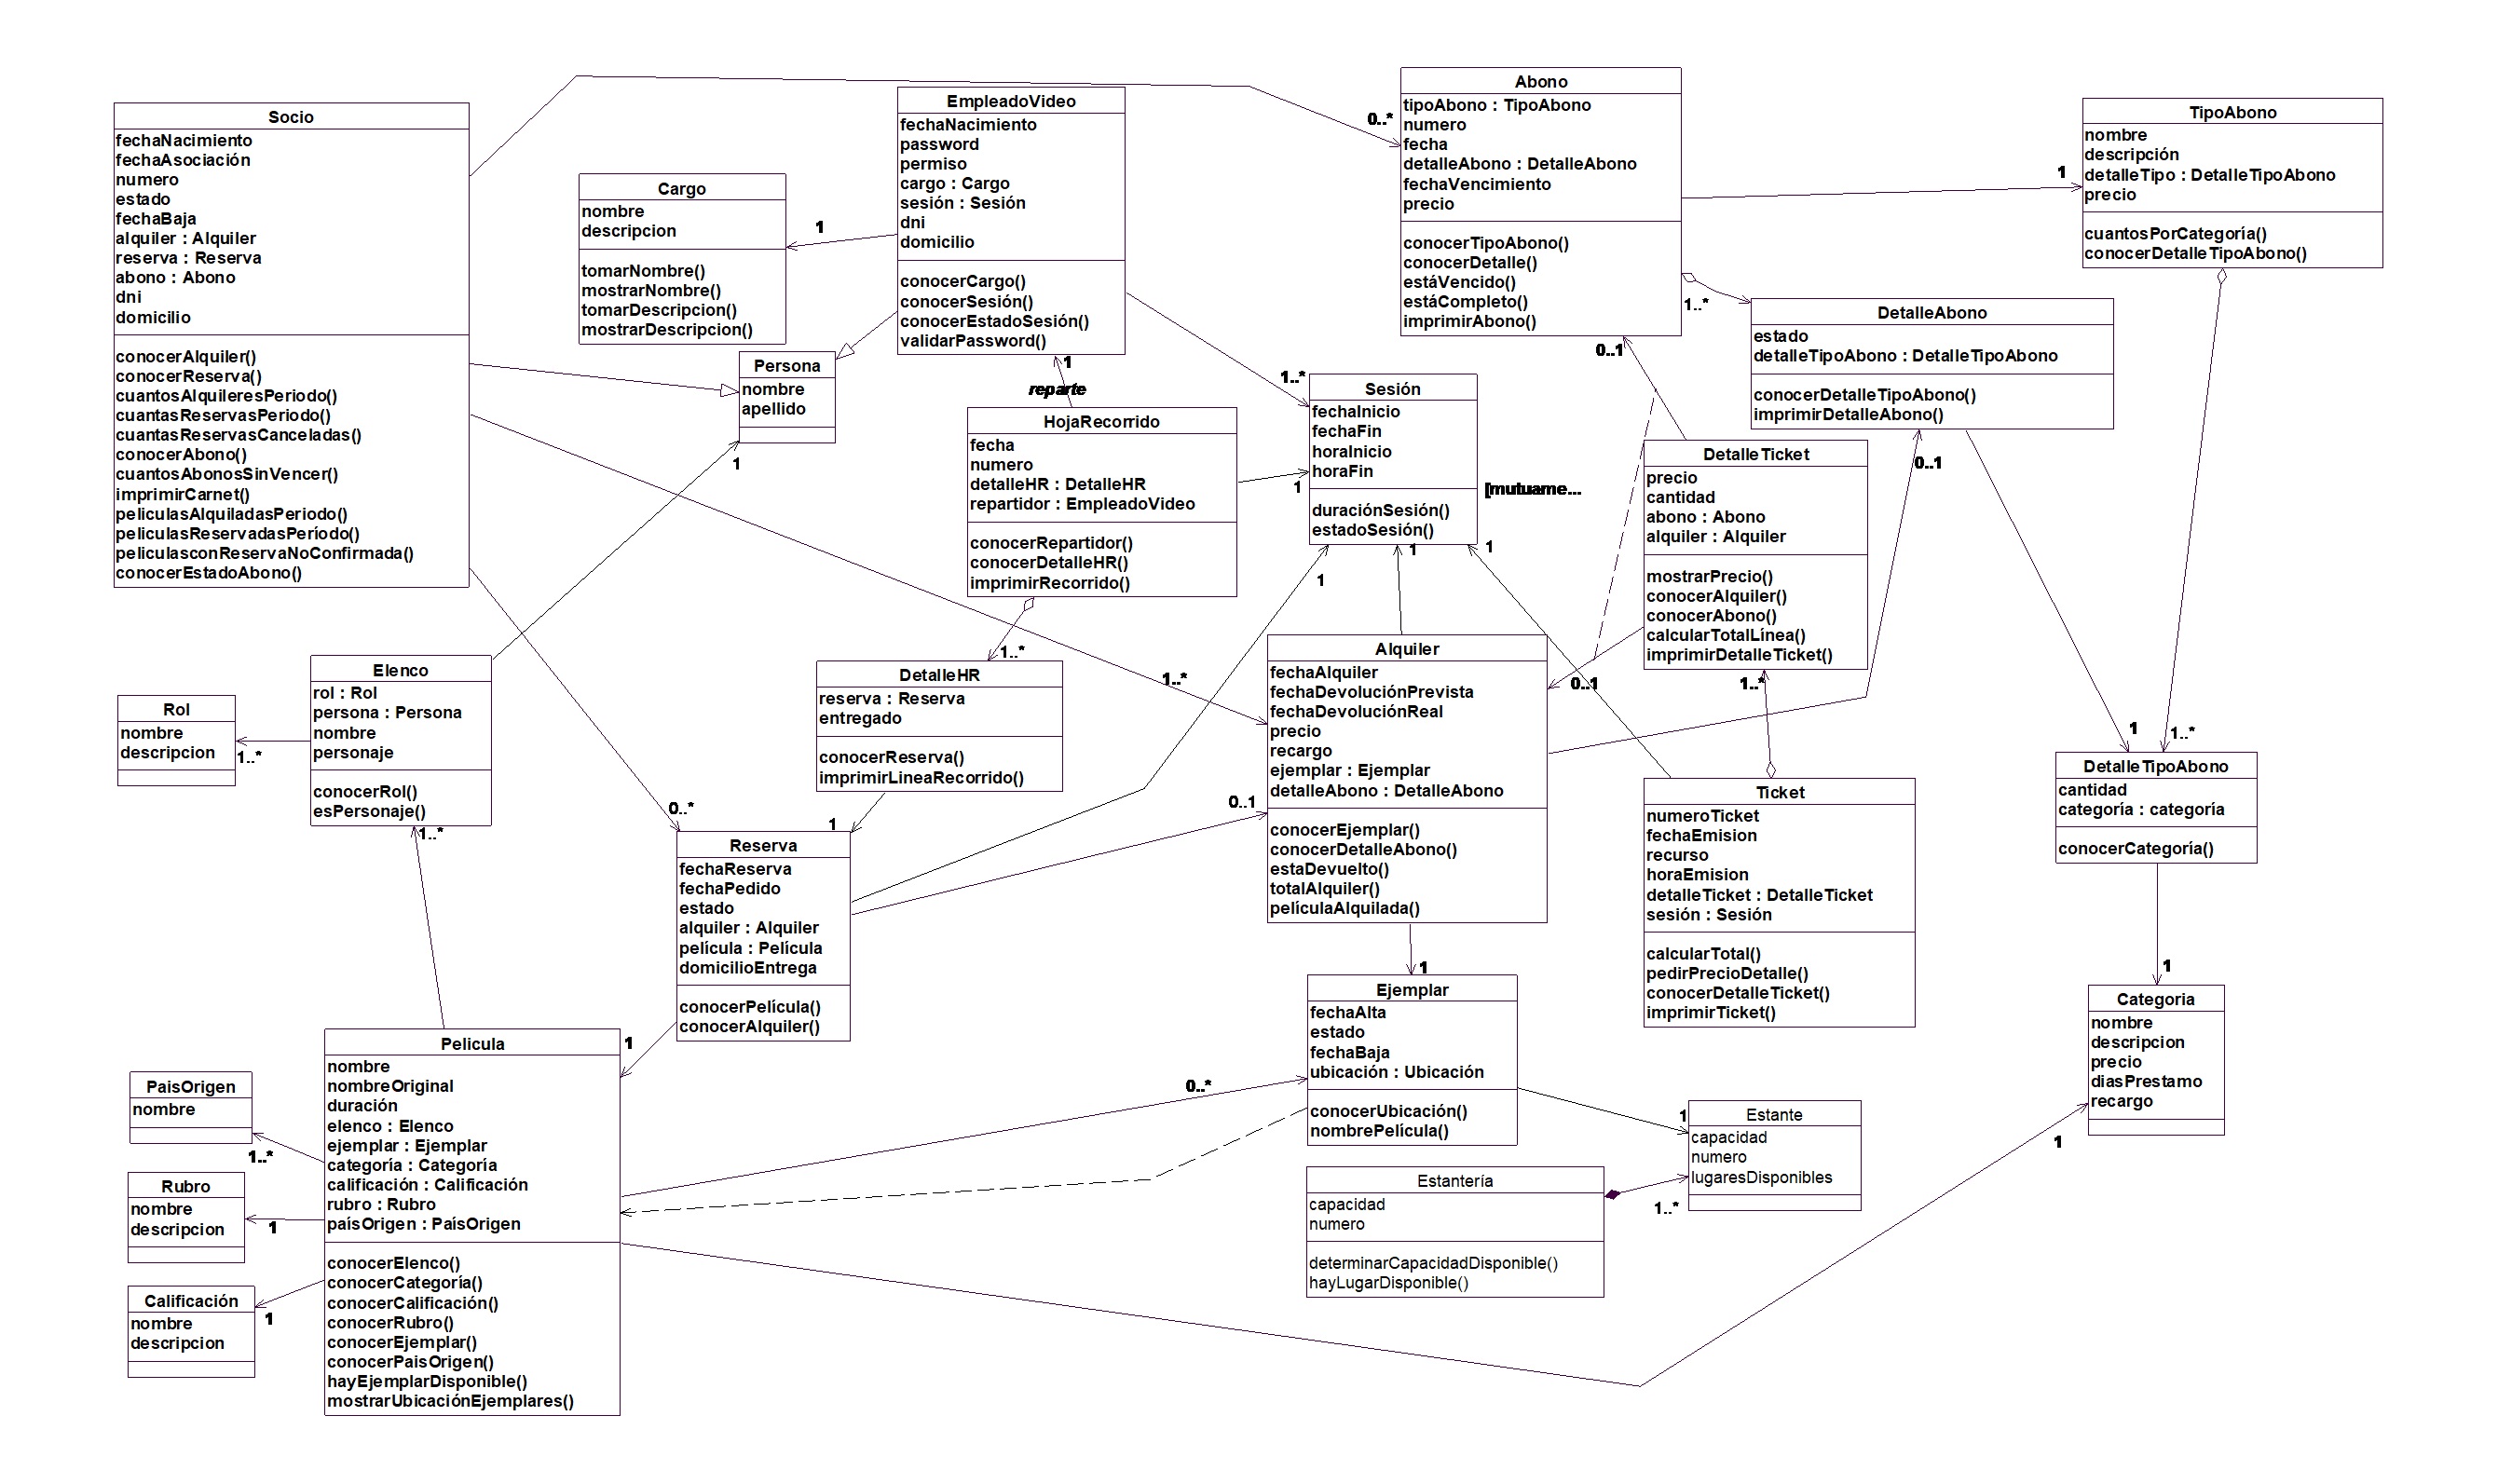 Socio
fechaNacimiento
fechaAsociación
numero
estado
fechaBaja
alquiler : Alquiler
reserva : Reserva
abono : Abono
dni
domicilio
conocerAlquiler()
conocerReserva()
cuantosAlquileresPeriodo()
cuantasReservasPeriodo()
cuantasReservasCanceladas()
conocerAbono()
cuantosAbonosSinVencer()
imprimirCarnet()
peliculasAlquiladasPeriodo()
peliculasReservadasPeríodo()
peliculasconReservaNoConfirmada()
conocerEstadoAbono()
Cargo
nombre
descripcion
tomarNombre()
mostrarNombre()
tomarDescripcion()
mostrarDescripcion()
1
EmpleadoVideo
fechaNacimiento
password
permiso
cargo : Cargo
sesión : Sesión
dni
domicilio
conocerCargo()
conocerSesión()
conocerEstadoSesión()
validarPassword()
1
reparte
Persona
nombre
apellido
1
HojaRecorrido
fecha
numero
detalleHR : DetalleHR
repartidor : EmpleadoVideo
conocerRepartidor()
conocerDetalleHR()
imprimirRecorrido()
1..*
1
Sesión
fechaInicio
fechaFin
horaInicio
horaFin
duraciónSesión()
estadoSesión()
1
1
1
[mutuame...
0..*
Abono
tipoAbono : TipoAbono
numero
fecha
detalleAbono : DetalleAbono
fechaVencimiento
precio
conocerTipoAbono()
conocerDetalle()
estáVencido()
estáCompleto()
imprimirAbono()
0..1
1..*
1
TipoAbono
nombre
descripción
detalleTipo : DetalleTipoAbono
precio
cuantosPorCategoría()
conocerDetalleTipoAbono()
DetalleAbono
estado
detalleTipoAbono : DetalleTipoAbono
conocerDetalleTipoAbono()
imprimirDetalleAbono()
0..1
DetalleTicket
precio
cantidad
abono : Abono
alquiler : Alquiler
mostrarPrecio()
conocerAlquiler()
conocerAbono()
calcularTotalLínea()
imprimirDetalleTicket()
0..1
1..*
Elenco
rol : Rol
persona : Persona
nombre
personaje
conocerRol()
esPersonaje()
1..*
Rol
nombre
descripcion
1..*
DetalleHR
reserva : Reserva
entregado
conocerReserva()
imprimirLineaRecorrido()
1..*
1
0..*
Reserva
fechaReserva
fechaPedido
estado
alquiler : Alquiler
película : Película
domicilioEntrega
conocerPelícula()
conocerAlquiler()
1..*
0..1
Alquiler
fechaAlquiler
fechaDevoluciónPrevista
fechaDevoluciónReal
precio
recargo
ejemplar : Ejemplar
detalleAbono : DetalleAbono
conocerEjemplar()
conocerDetalleAbono()
estaDevuelto()
totalAlquiler()
películaAlquilada()
1
Ticket
numeroTicket
fechaEmision
recurso
horaEmision
detalleTicket : DetalleTicket
sesión : Sesión
calcularTotal()
pedirPrecioDetalle()
conocerDetalleTicket()
imprimirTicket()
1
1..*
DetalleTipoAbono
cantidad
categoría : categoría
conocerCategoría()
1
Categoria
nombre
descripcion
precio
diasPrestamo
recargo
1
Pelicula
nombre
nombreOriginal
duración
elenco : Elenco
ejemplar : Ejemplar
categoría : Categoría
calificación : Calificación
rubro : Rubro
paísOrigen : PaísOrigen
conocerElenco()
conocerCategoría()
conocerCalificación()
conocerRubro()
conocerEjemplar()
conocerPaisOrigen()
hayEjemplarDisponible()
mostrarUbicaciónEjemplares()
1
PaisOrigen
nombre
1..*
Rubro
nombre
descripcion
1
Calificación
nombre
descripcion
1
0..*
Ejemplar
fechaAlta
estado
fechaBaja
ubicación : Ubicación
conocerUbicación()
nombrePelícula()
1
Estante
capacidad
numero
lugaresDisponibles
Estantería
capacidad
numero
determinarCapacidadDisponible()
hayLugarDisponible()
1..*